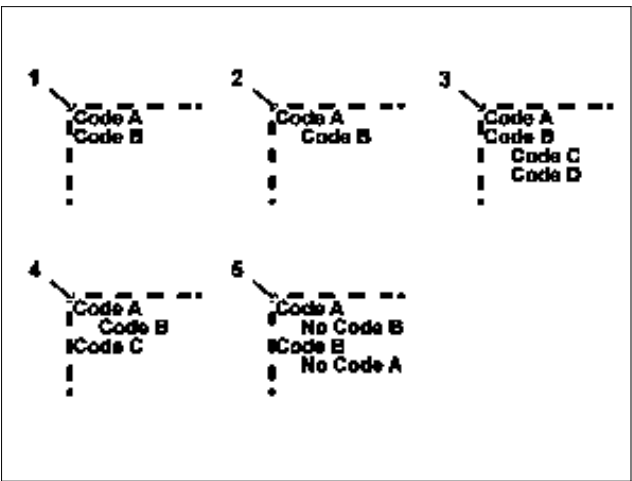 1
Code A
Code B
2
Code A
Code B
3
Code A
Code B
Code C
Code D
4
Code A
Code B
Code C
5
Code A
No Code B
Code B
No Code A